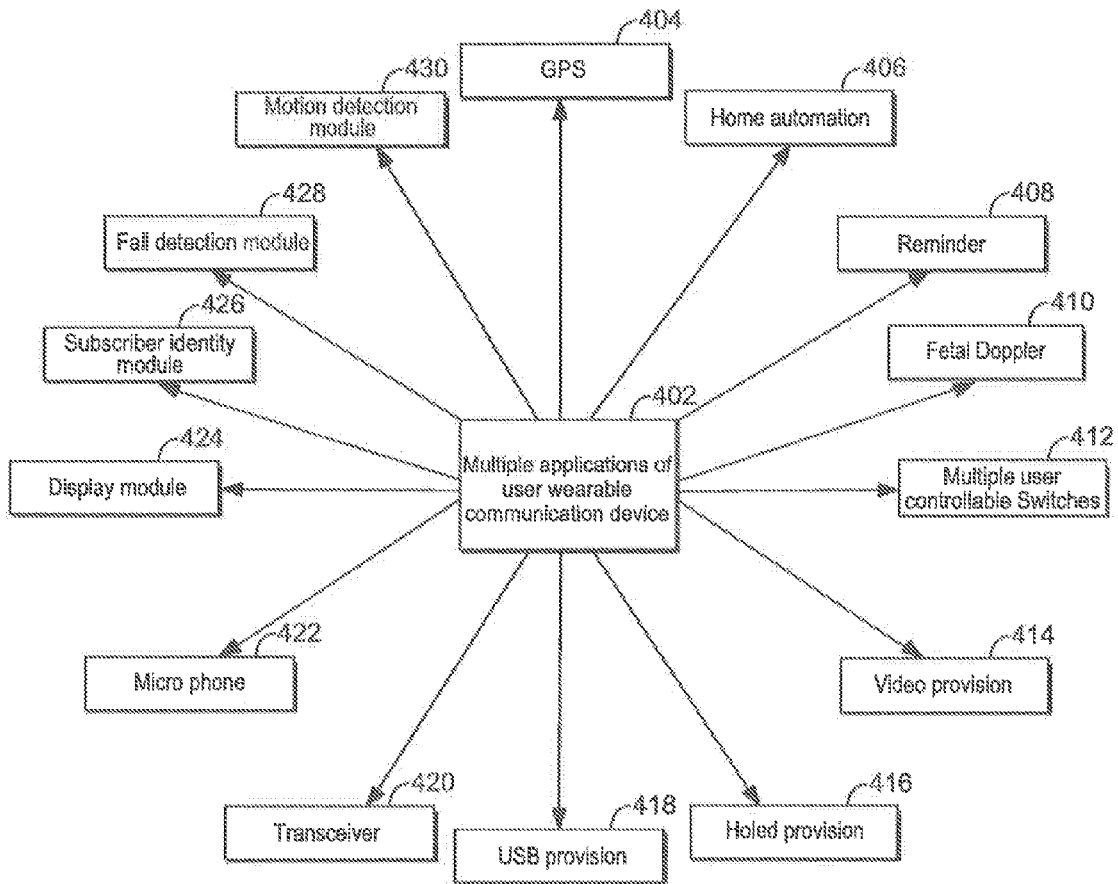 404
GPS
430
Motion detection
module
406
Home automation
428
Fall detection module
408
Reminder
426
Subscriber identity
module
410
Fetal Doppler
402
Multiple applications of
user wearable
communication device
424
Display module
412
Multiple user
controllable Switches
422
Micro phone
414
Video provision
420
Transceiver
418
USB provision
416
Holed provision